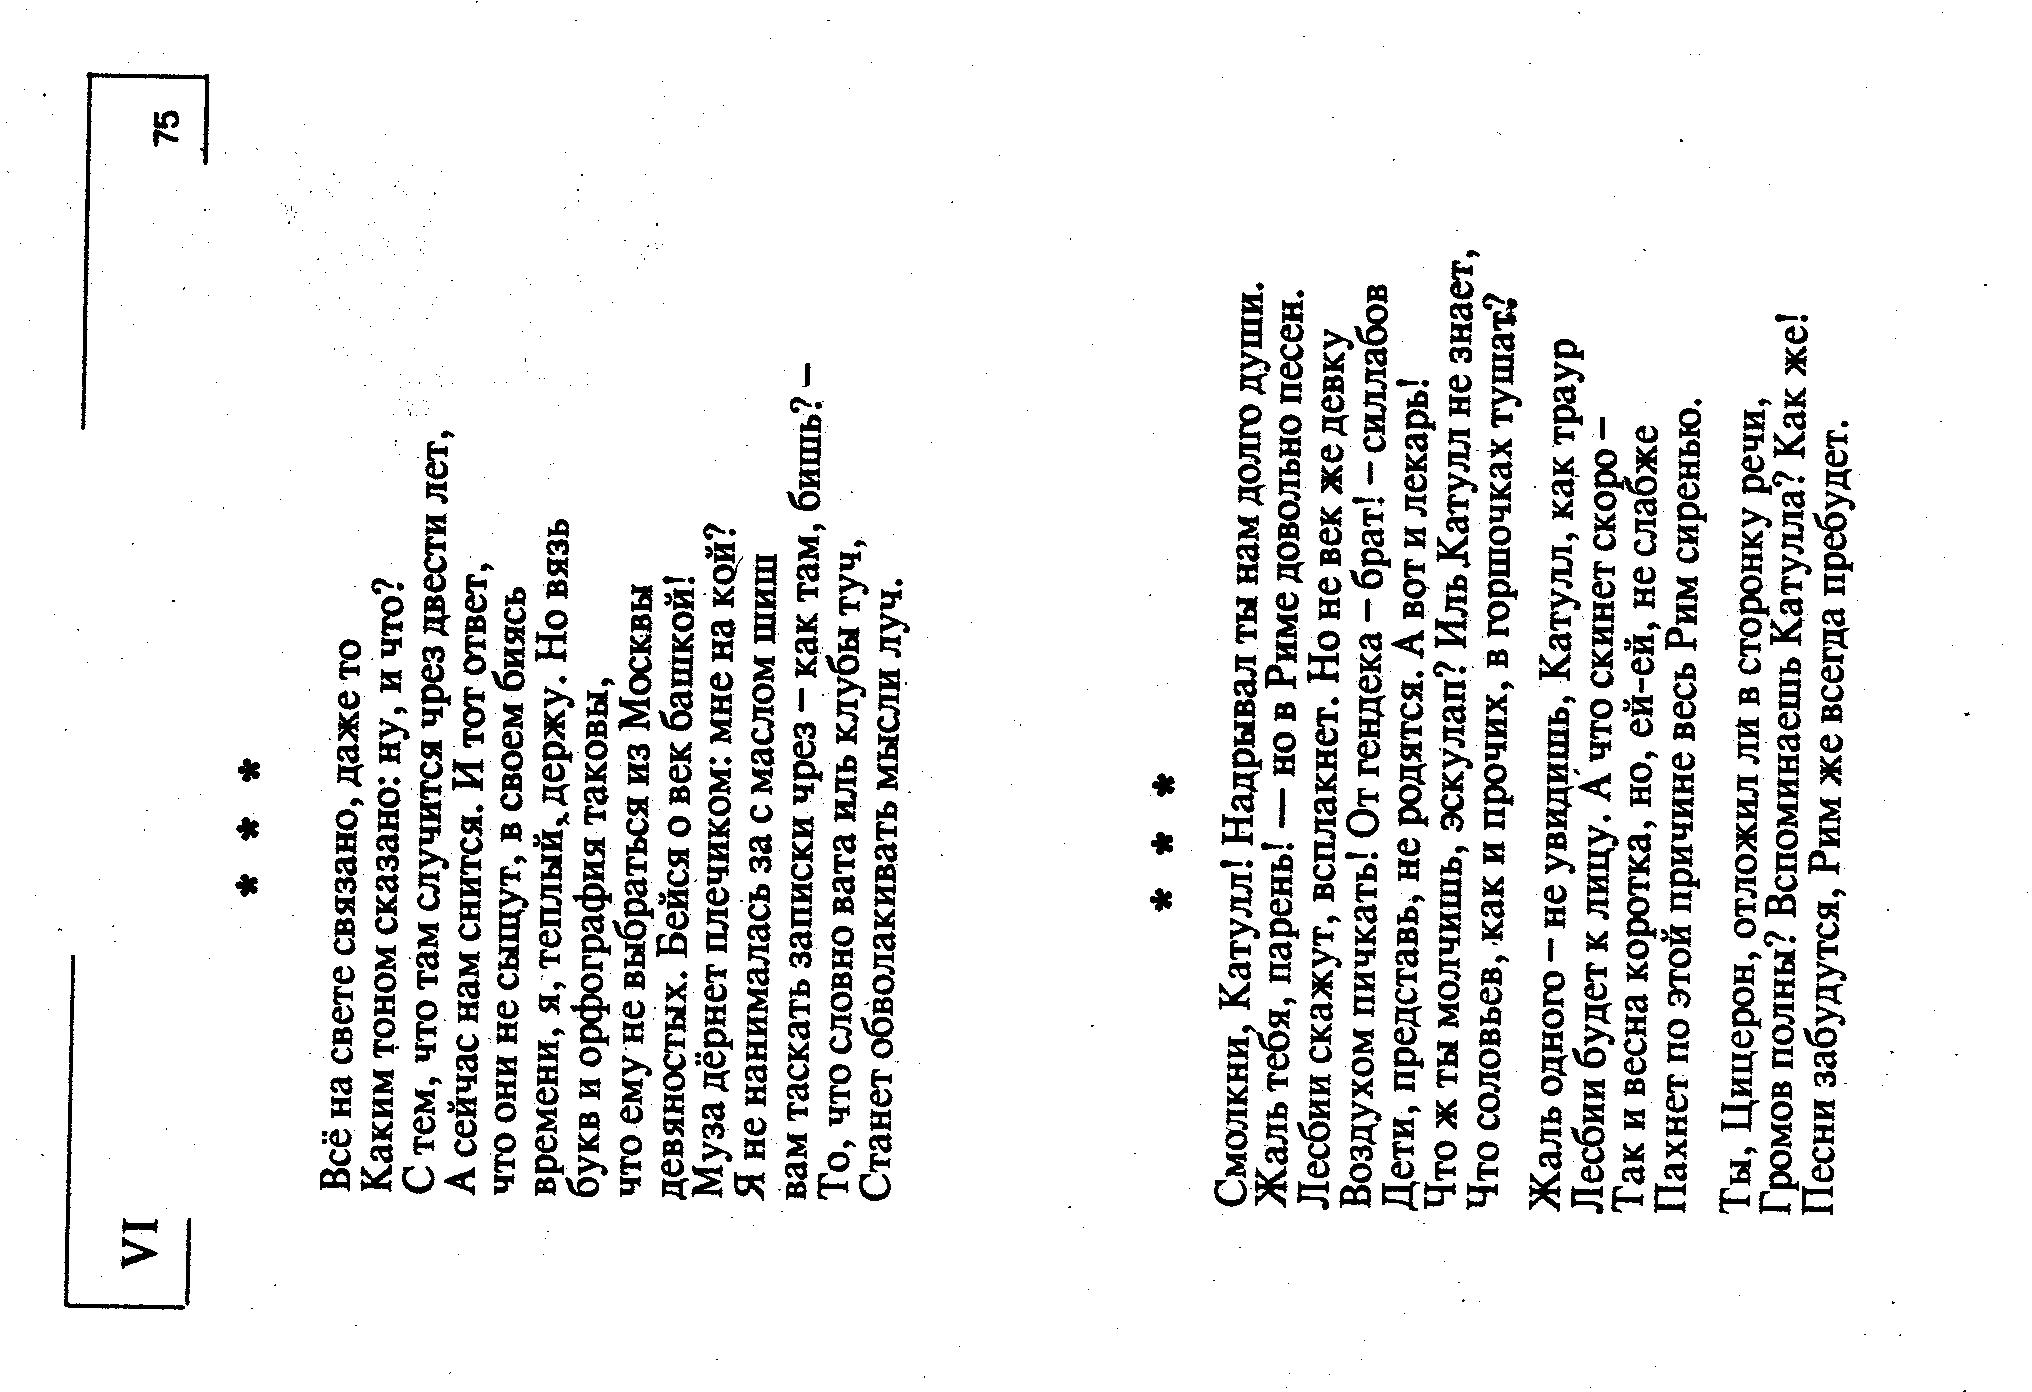 VI
75
* * *
Всё на свете связано, даже то
Каким тоном сказано: ну, и что?
С тем, что там случится чрез двести лет,
А сейчас нам снится. И тот ответ,
что они не сыщут, в своем биясь
времени, я, теплый, держу. Но вязь
букв и орфография таковы,
что ему не выбраться из Москвы
девяностых. Бейся о век башкой!
Муза дёрнет плечиком: мне на кой?
Я не нанималась за с маслом шиш
вам таскать записки чрез – как там, бишь? –
То, что словно вата иль клубы туч,
Станет обволакивать мысли луч.
* * *
Смолкни, Катулл! Надрывал ты нам долго души.
Жаль тебя, парень! — но в Риме довольно песен.
Лесбии скажут, всплакнет. Но не век же девку
Воздухом пичкать! От гендека – брат! – силлабов
Дети, представь, не родятся. А вот и лекарь!
Что ж ты молчишь, эскулап? Иль Катулл не знает,
Что соловьев, как и прочих, в горшочках тушат?
Жаль одного – не увидишь, Катулл, как траур
Лесбии будет к лицу. А что скинет скоро –
Так и весна коротка, но, ей-ей, не слабже
Пахнет по этой причине весь Рим сиренью.
Ты, Цицерон, отложил ли в сторонку речи,
Громов полны? Вспоминаешь Катулла? Как же!
Песни забудутся, Рим же всегда пребудет.